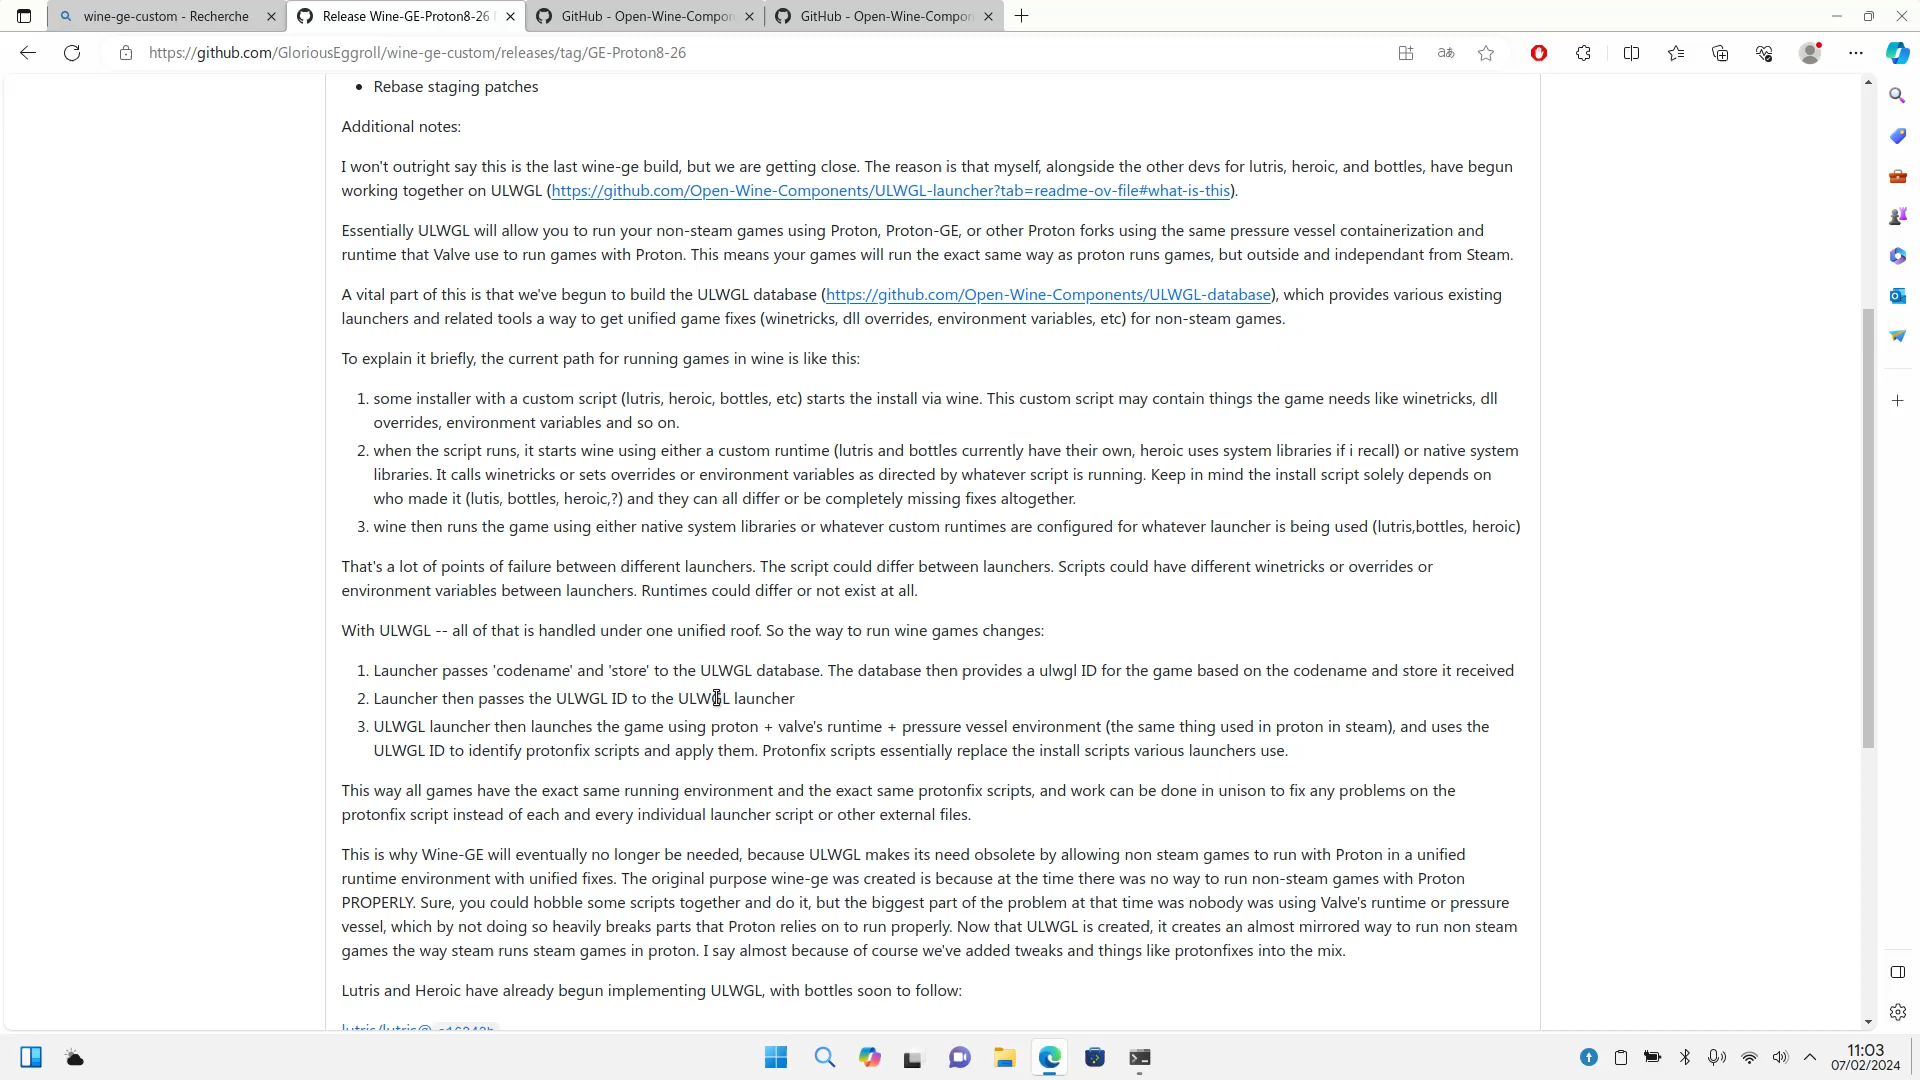 wine-ge-custom - Recherche
Release Wine-GE-Proton8-26
GitHub - Open-Wine-Compon
GitHub - Open-Wine-Compon
https://github.com/GloriousEggroll/wine-ge-custom/releases/tag/GE-Proton8-26
Rebase staging patches
Additional notes:
I won't outright say this is the last wine-ge build, but we are getting close. The reason is that myself, alongside the other devs for lutris, heroic, and bottles, have begun
working together on ULWGL (https://github.com/Open-Wine-Components/ULWGL-launcher?tab=readme-ov-file#what-is-this).
Essentially ULWGL will allow you to run your non-steam games using Proton, Proton-GE, or other Proton forks using the same pressure vessel containerization and
runtime that Valve use to run games with Proton. This means your games will run the exact same way as proton runs games, but outside and independant from Steam.
A vital part of this is that we've begun to build the ULWGL database (https://github.com/Open-Wine-Components/ULWGL-database), which provides various existing
launchers and related tools a way to get unified game fixes (winetricks, dll overrides, environment variables, etc) for non-steam games.
To explain it briefly, the current path for running games in wine is like this:
1. some installer with a custom script (lutris, heroic, bottles, etc) starts the install via wine. This custom script may contain things the game needs like winetricks, dll
overrides, environment variables and so on.
2. when the script runs, it starts wine using either a custom runtime (lutris and bottles currently have their own, heroic uses system libraries if i recall) or native system
libraries. It calls winetricks or sets overrides or environment variables as directed by whatever script is running. Keep in mind the install script solely depends on
who made it (lutis, bottles, heroic,?) and they can all differ or be completely missing fixes altogether.
3. wine then runs the game using either native system libraries or whatever custom runtimes are configured for whatever launcher is being used (lutris,bottles, heroic)
That's a lot of points of failure between different launchers. The script could differ between launchers. Scripts could have different winetricks or overrides or
environment variables between launchers. Runtimes could differ or not exist at all.
With ULWGL -- all of that is handled under one unified roof. So the way to run wine games changes:
1. Launcher passes 'codename' and 'store' to the ULWGL database. The database then provides a ulwgl ID for the game based on the codename and store it received
2. Launcher then passes the ULWGL ID to the ULWGL launcher
3. ULWGL launcher then launches the game using proton + valve's runtime + pressure vessel environment (the same thing used in proton in steam), and uses the
ULWGL ID to identify protonfix scripts and apply them. Protonfix scripts essentially replace the install scripts various launchers use.
This way all games have the exact same running environment and the exact same protonfix scripts, and work can be done in unison to fix any problems on the
protonfix script instead of each and every individual launcher script or other external files.
This is why Wine-GE will eventually no longer be needed, because ULWGL makes its need obsolete by allowing non steam games to run with Proton in a unified
runtime environment with unified fixes. The original purpose wine-ge was created is because at the time there was no way to run non-steam games with Proton
PROPERLY. Sure, you could hobble some scripts together and do it, but the biggest part of the problem at that time was nobody was using Valve's runtime or pressure
vessel, which by not doing so heavily breaks parts that Proton relies on to run properly. Now that ULWGL is created, it creates an almost mirrored way to run non steam
games the way steam runs steam games in proton. I say almost because of course we've added tweaks and things like protonfixes into the mix.
Lutris and Heroic have already begun implementing ULWGL, with bottles soon to follow:
lutris/lutris@
11:03
07/02/2024